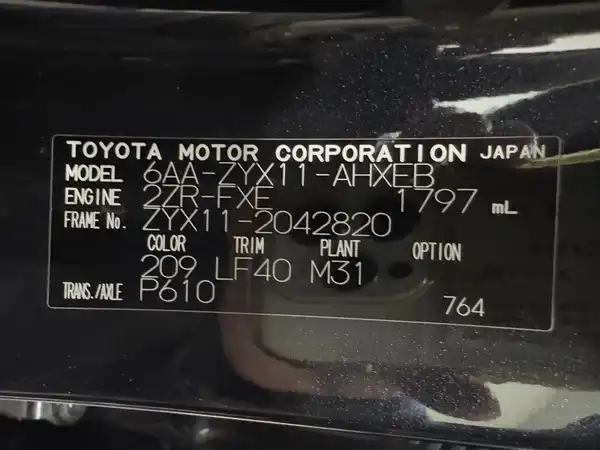 TOYOTA MOTOR CORPORATION JAPAN
MODEL 6AA-ZYX11-AHXEB
ENGINE 2ZR-FXE 1797 mL
FRAME No. ZYX11-2042820
COLOR TRIM PLANT OPTION
209 LF40 M31
TRANS./AXLE P610
764